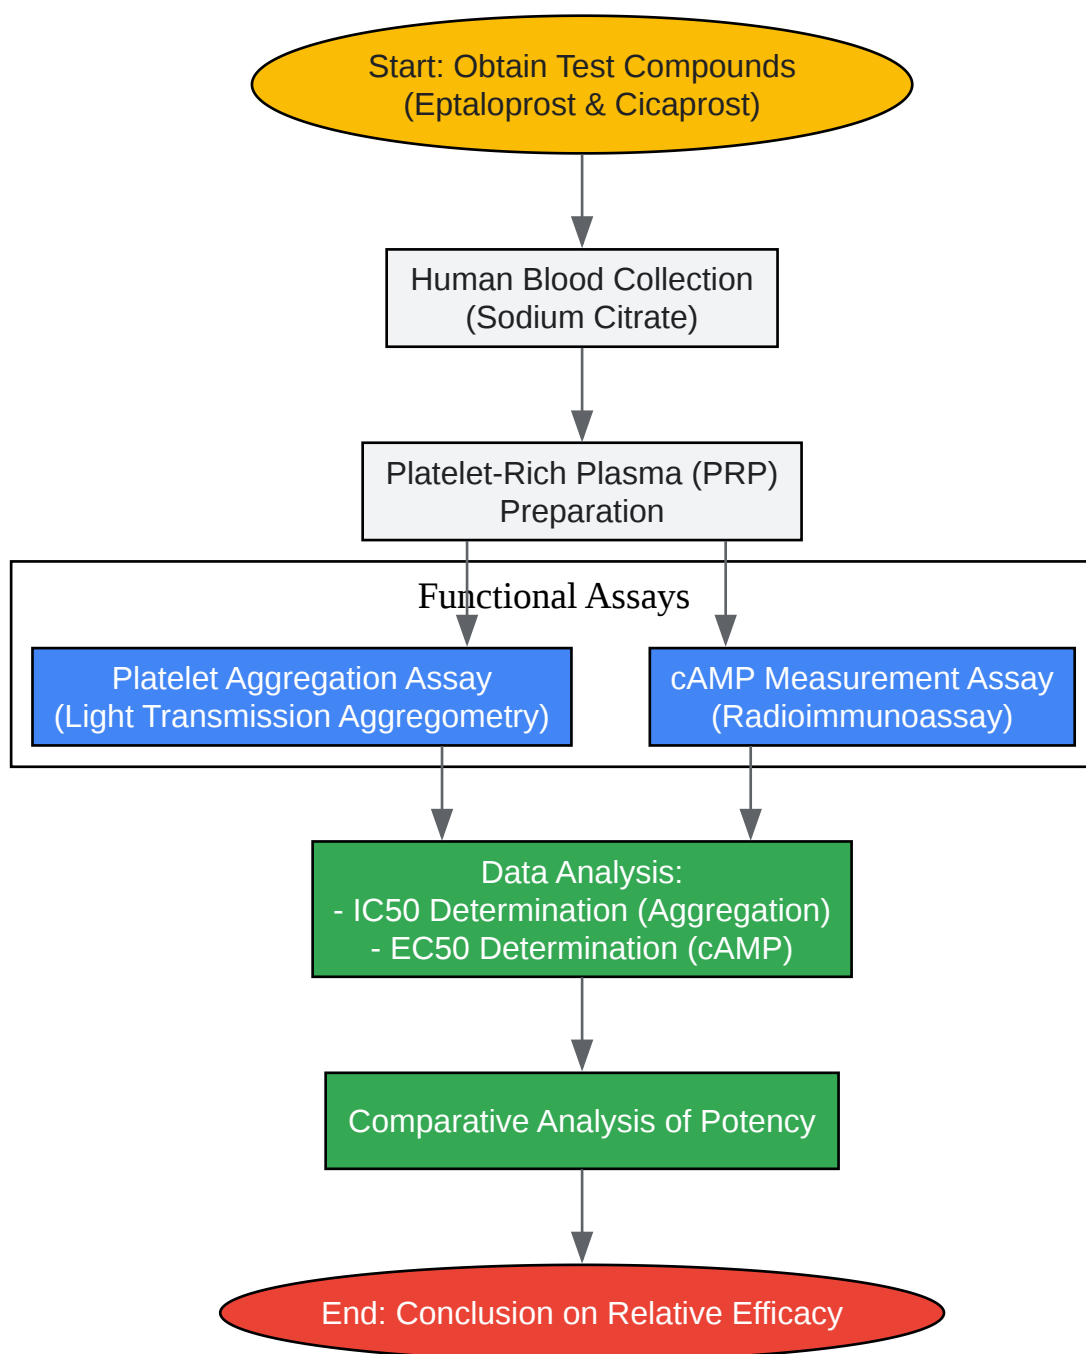 Start: Obtain Test Compounds
(Eptaloprost & Cicaprost)
Human Blood Collection
(Sodium Citrate)
Platelet-Rich Plasma (PRP)
Preparation
Functional Assays
Platelet Aggregation Assay
(Light Transmission Aggregometry)
cAMP Measurement Assay
(Radioimmunoassay)
Data Analysis:
- IC50 Determination (Aggregation)
- EC50 Determination (cAMP)
Comparative Analysis of Potency
End: Conclusion on Relative Efficacy